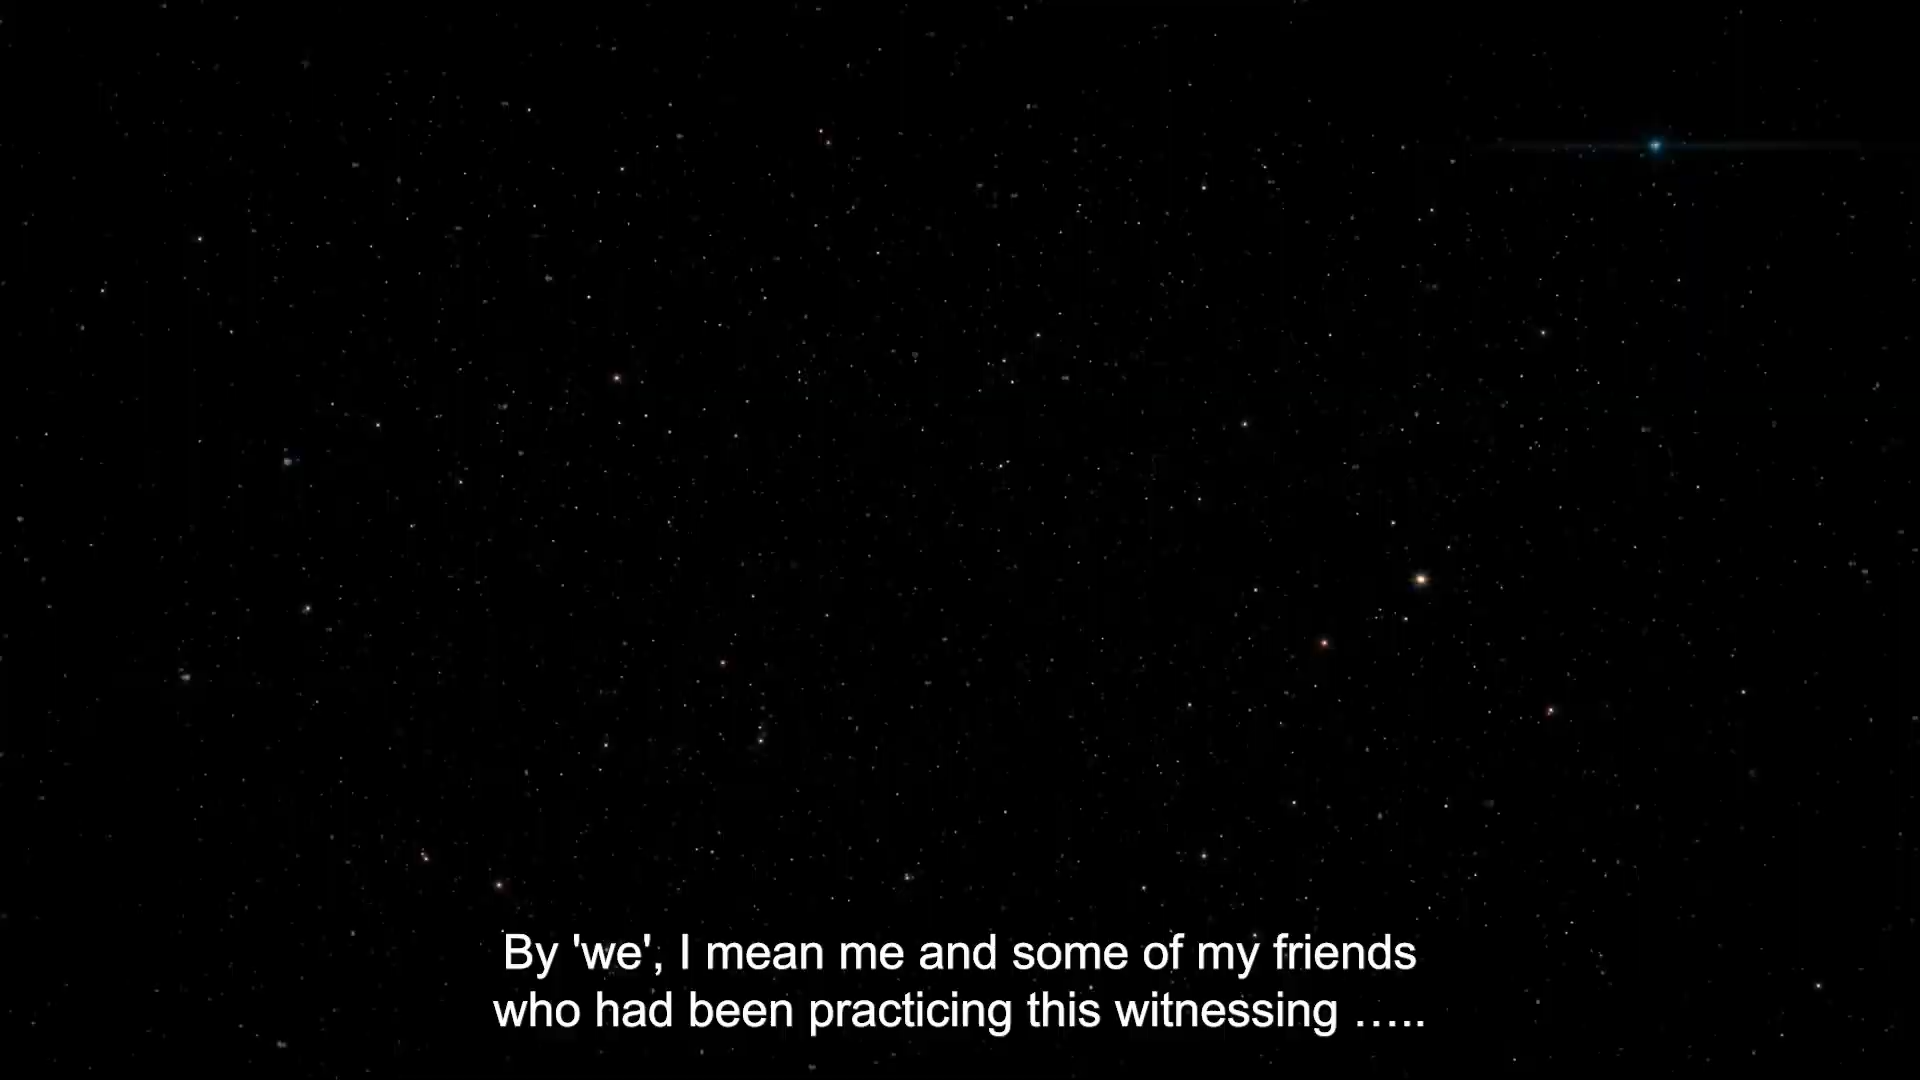 By 'we', I mean me and some of my friends
who had been practicing this witnessing …..